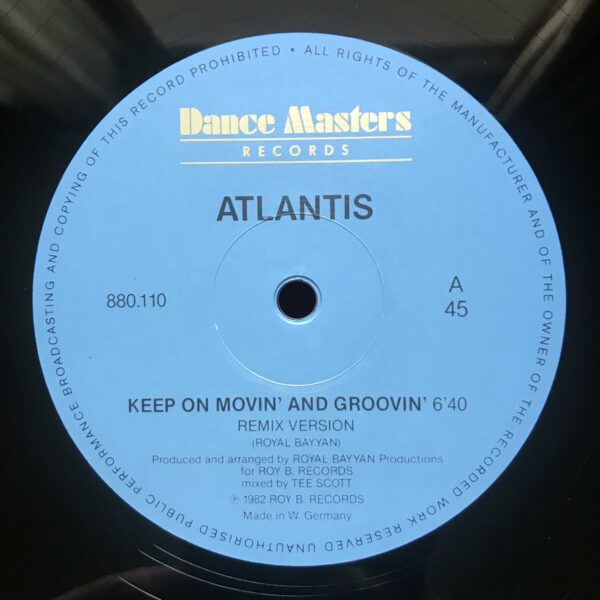 ALL RIGHTS OF THE MANUFACTURER AND OF THE OWNER OF THE RECORDED WORK RESERVED UNAUTHORISED PUBLIC PERFORMANCE BROADCASTING AND COPYING OF THIS RECORD PROHIBITED •
Dance Masters
RECORDS
ATLANTIS
880.110
A
45
KEEP ON MOVIN' AND GROOVIN' 6'40
REMIX VERSION
(ROYAL BAYYAN)
Produced and arranged by ROYAL BAYYAN Productions
for ROY B. RECORDS
mixed by TEE SCOTT
℗ 1982 ROY B. RECORDS
Made in W. Germany